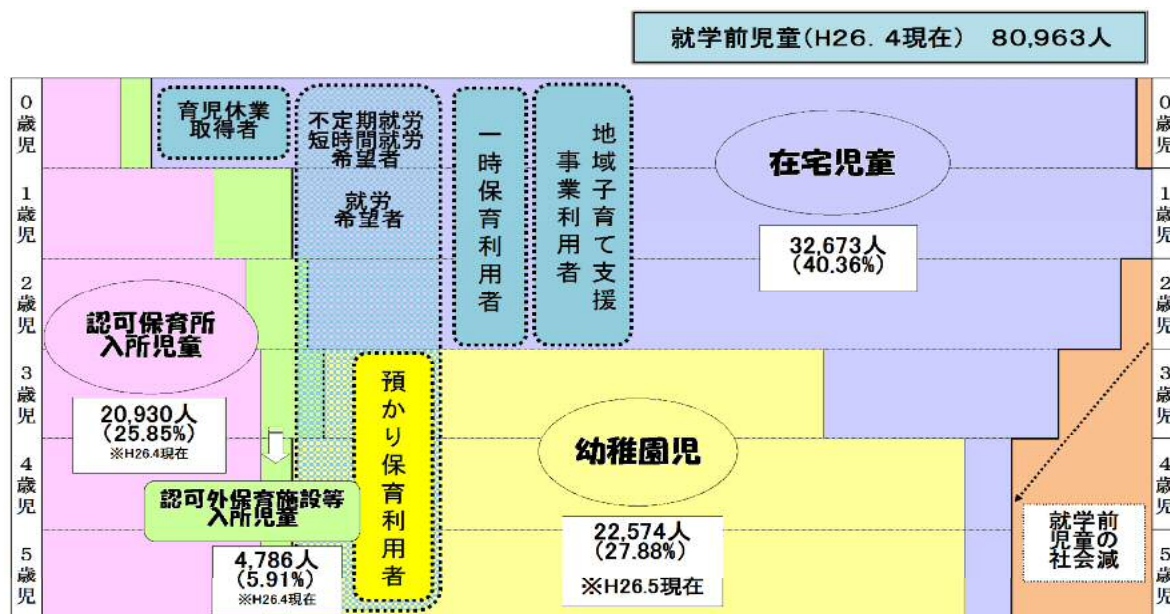 就学前児童(H26. 4現在) 80,963人
0歳児
1歳児
2歳児
3歳児
4歳児
5歳児
育児休業
取得者
不定期就労
短時間就労
希望者
就労
希望者
一時保育利用者
地域子育て支援
事業利用者
在宅児童
32,673人
(40.36%)
認可保育所
入所児童
20,930人
(25.85%)
※H26.4現在
認可外保育施設等
入所児童
4,786人
(5.91%)
※H26.4現在
預かり保育利用者
幼稚園児
22,574人
(27.88%)
※H26.5現在
就学前
児童の
社会減
0歳児
1歳児
2歳児
3歳児
4歳児
5歳児